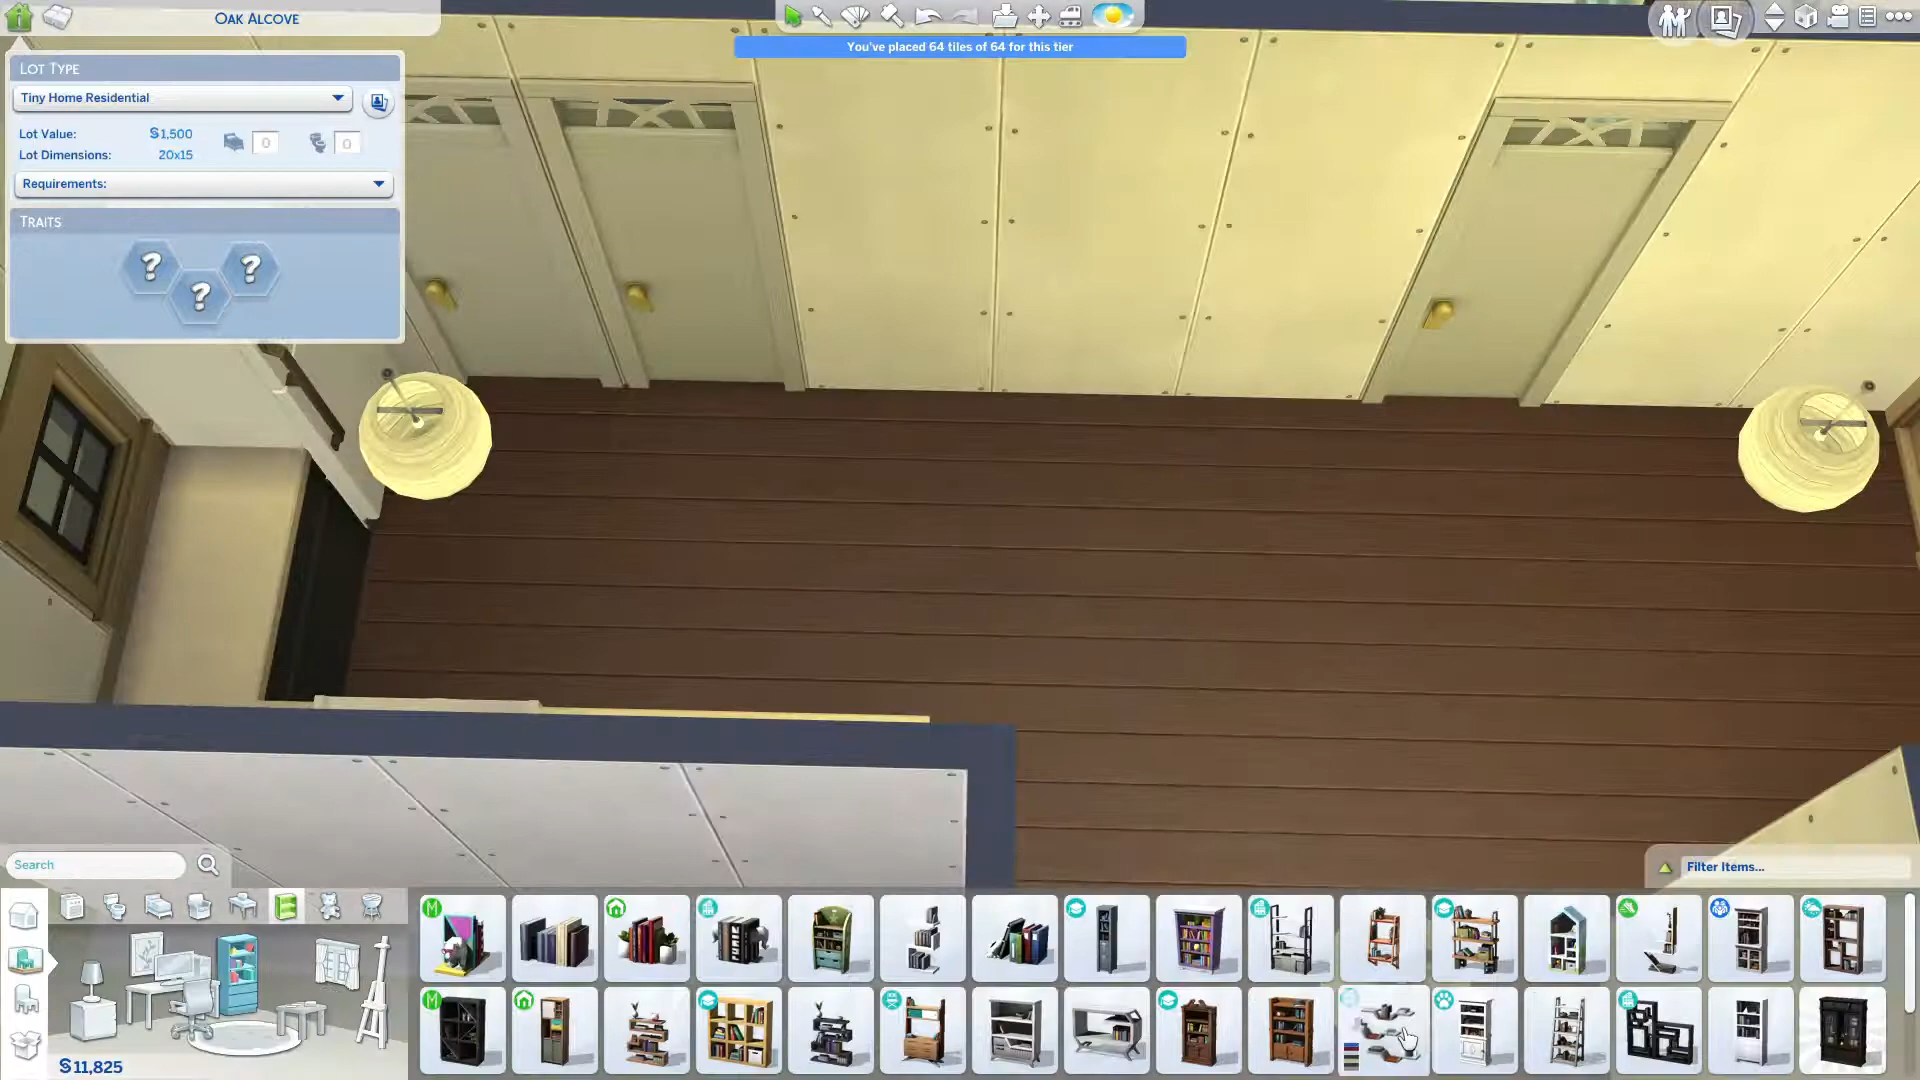 OAK ALCOVE
You've placed 64 tiles of 64 for this tier
LOT TYPE
Tiny Home Residential
Lot Value: §1,500
0
0
Lot Dimensions: 20x15
Requirements:
TRAITS
? ? ?
Search
Filter Items...
§11,825